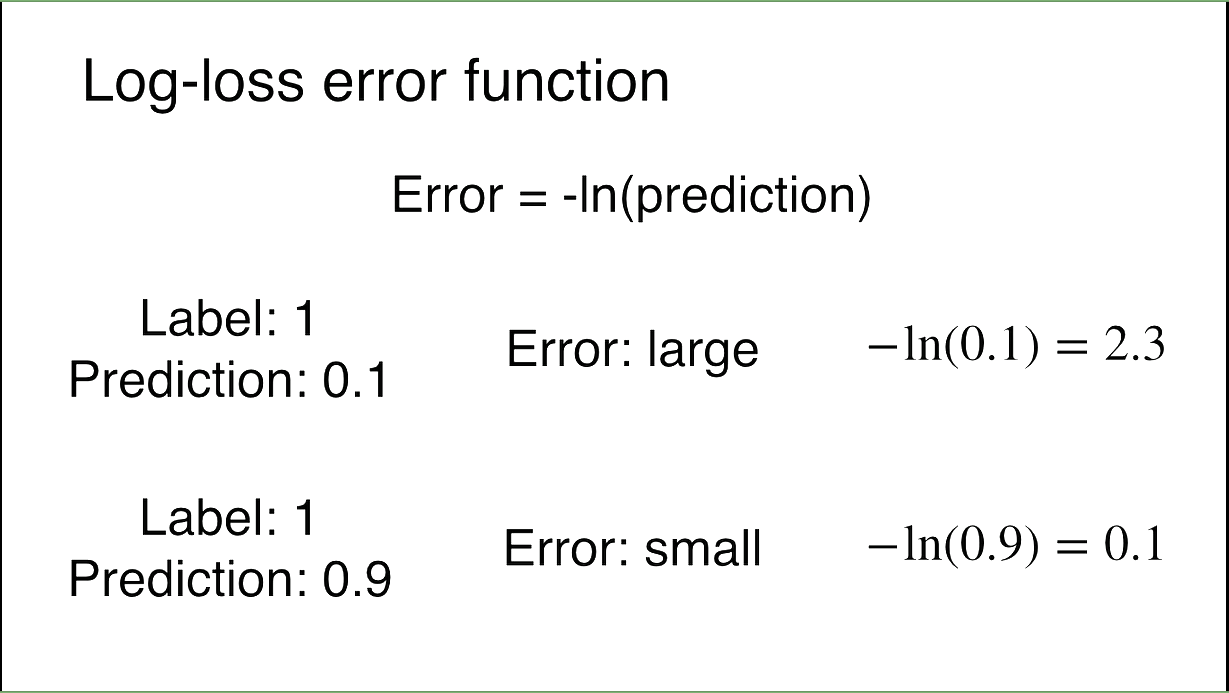 Log-loss error function
Error = -ln(prediction)
Label: 1
Prediction: 0.1
Error: large
−ln(0.1) = 2.3
Label: 1
Prediction: 0.9
Error: small
−ln(0.9) = 0.1